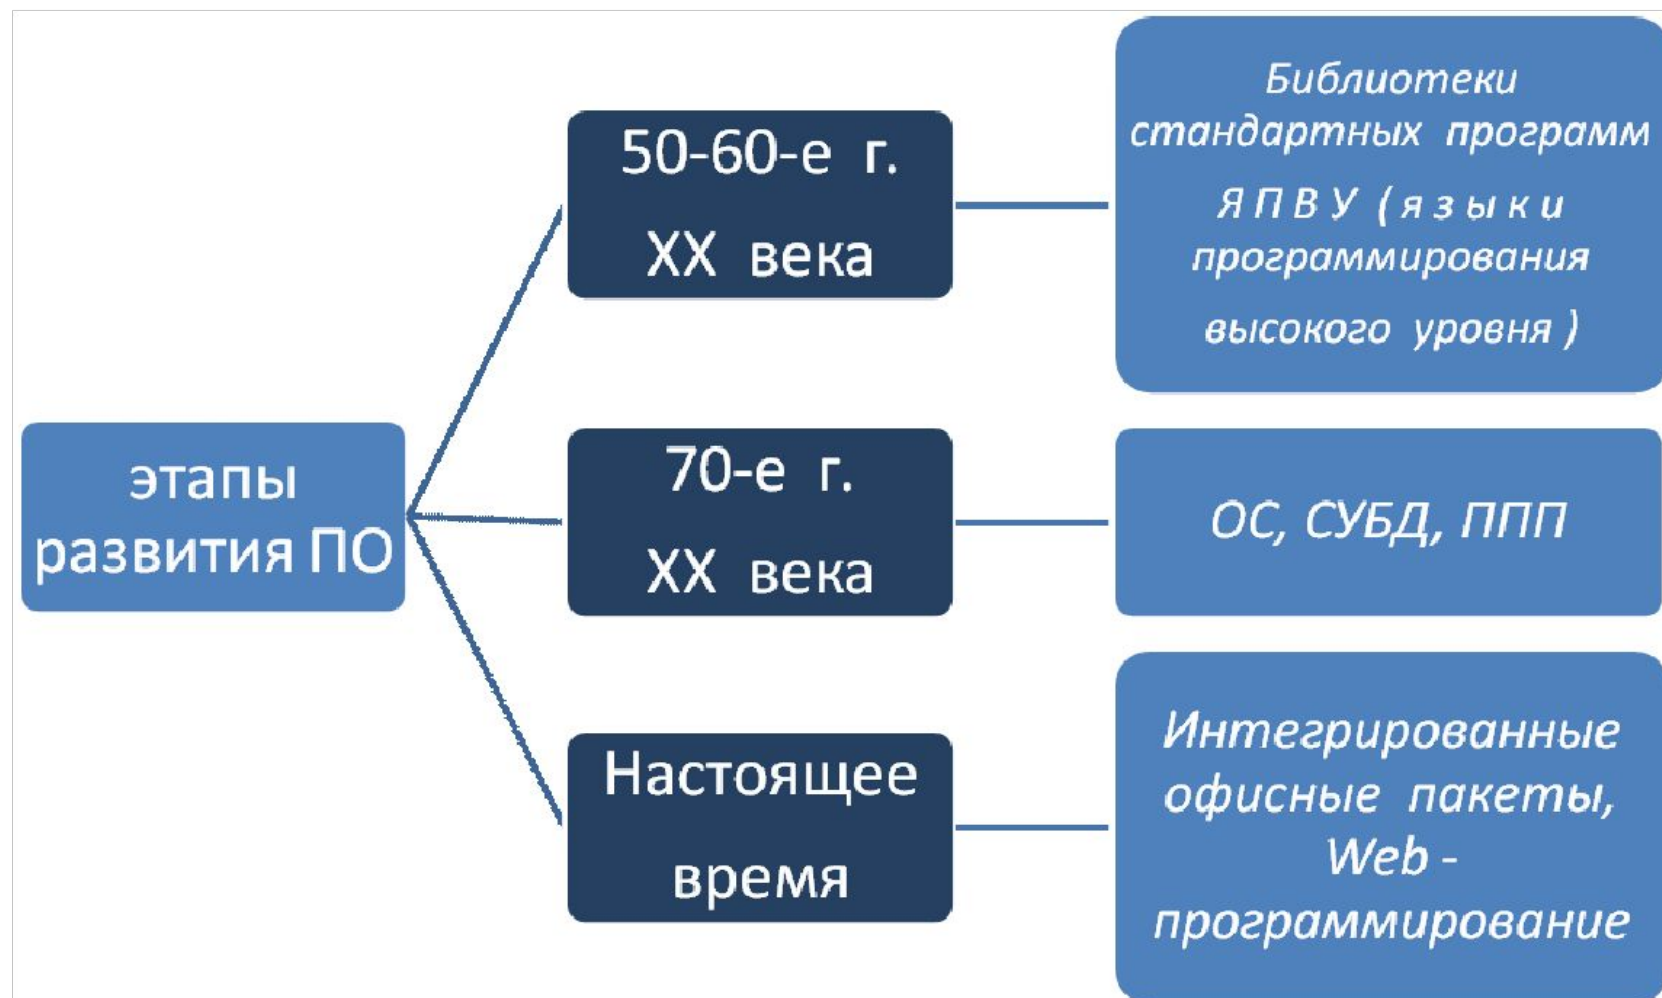 этапы
развития ПО
50-60-е г.
XX века
Библиотеки
стандартных программ
ЯПВУ (языки
программирования
высокого уровня)
70-е г.
XX века
ОС, СУБД, ППП
Настоящее
время
Интегрированные
офисные пакеты,
Web -
программирование